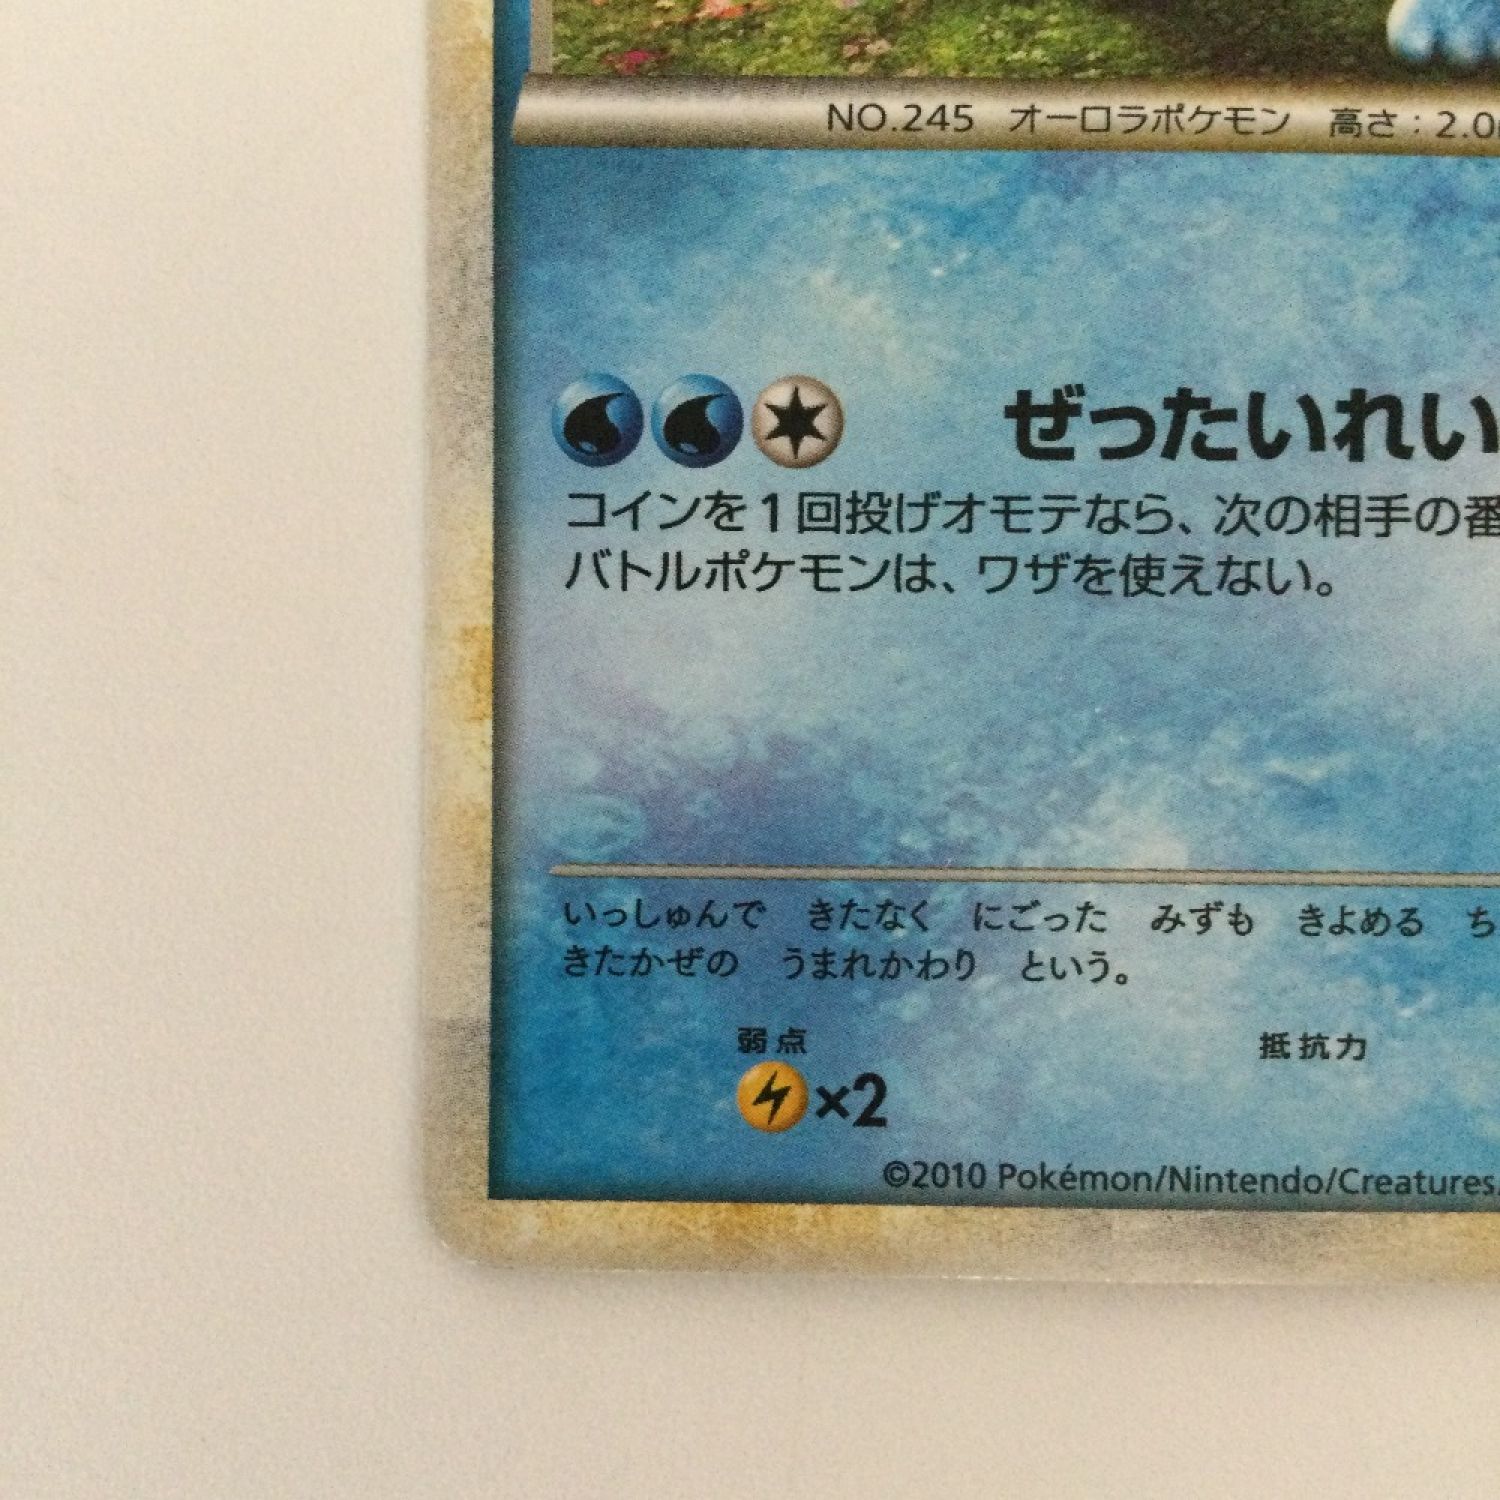 NO.245 オーロラポケモン 高さ：2.0
ぜったいれい
コインを1回投げオモテなら、次の相手の番
バトルポケモンは、ワザを使えない。
いっしゅんで きたなく にごった みずも きよめる ち
きたかぜの うまれかわり という。
弱点 抵抗力
×2
©2010 Pokémon/Nintendo/Creatures